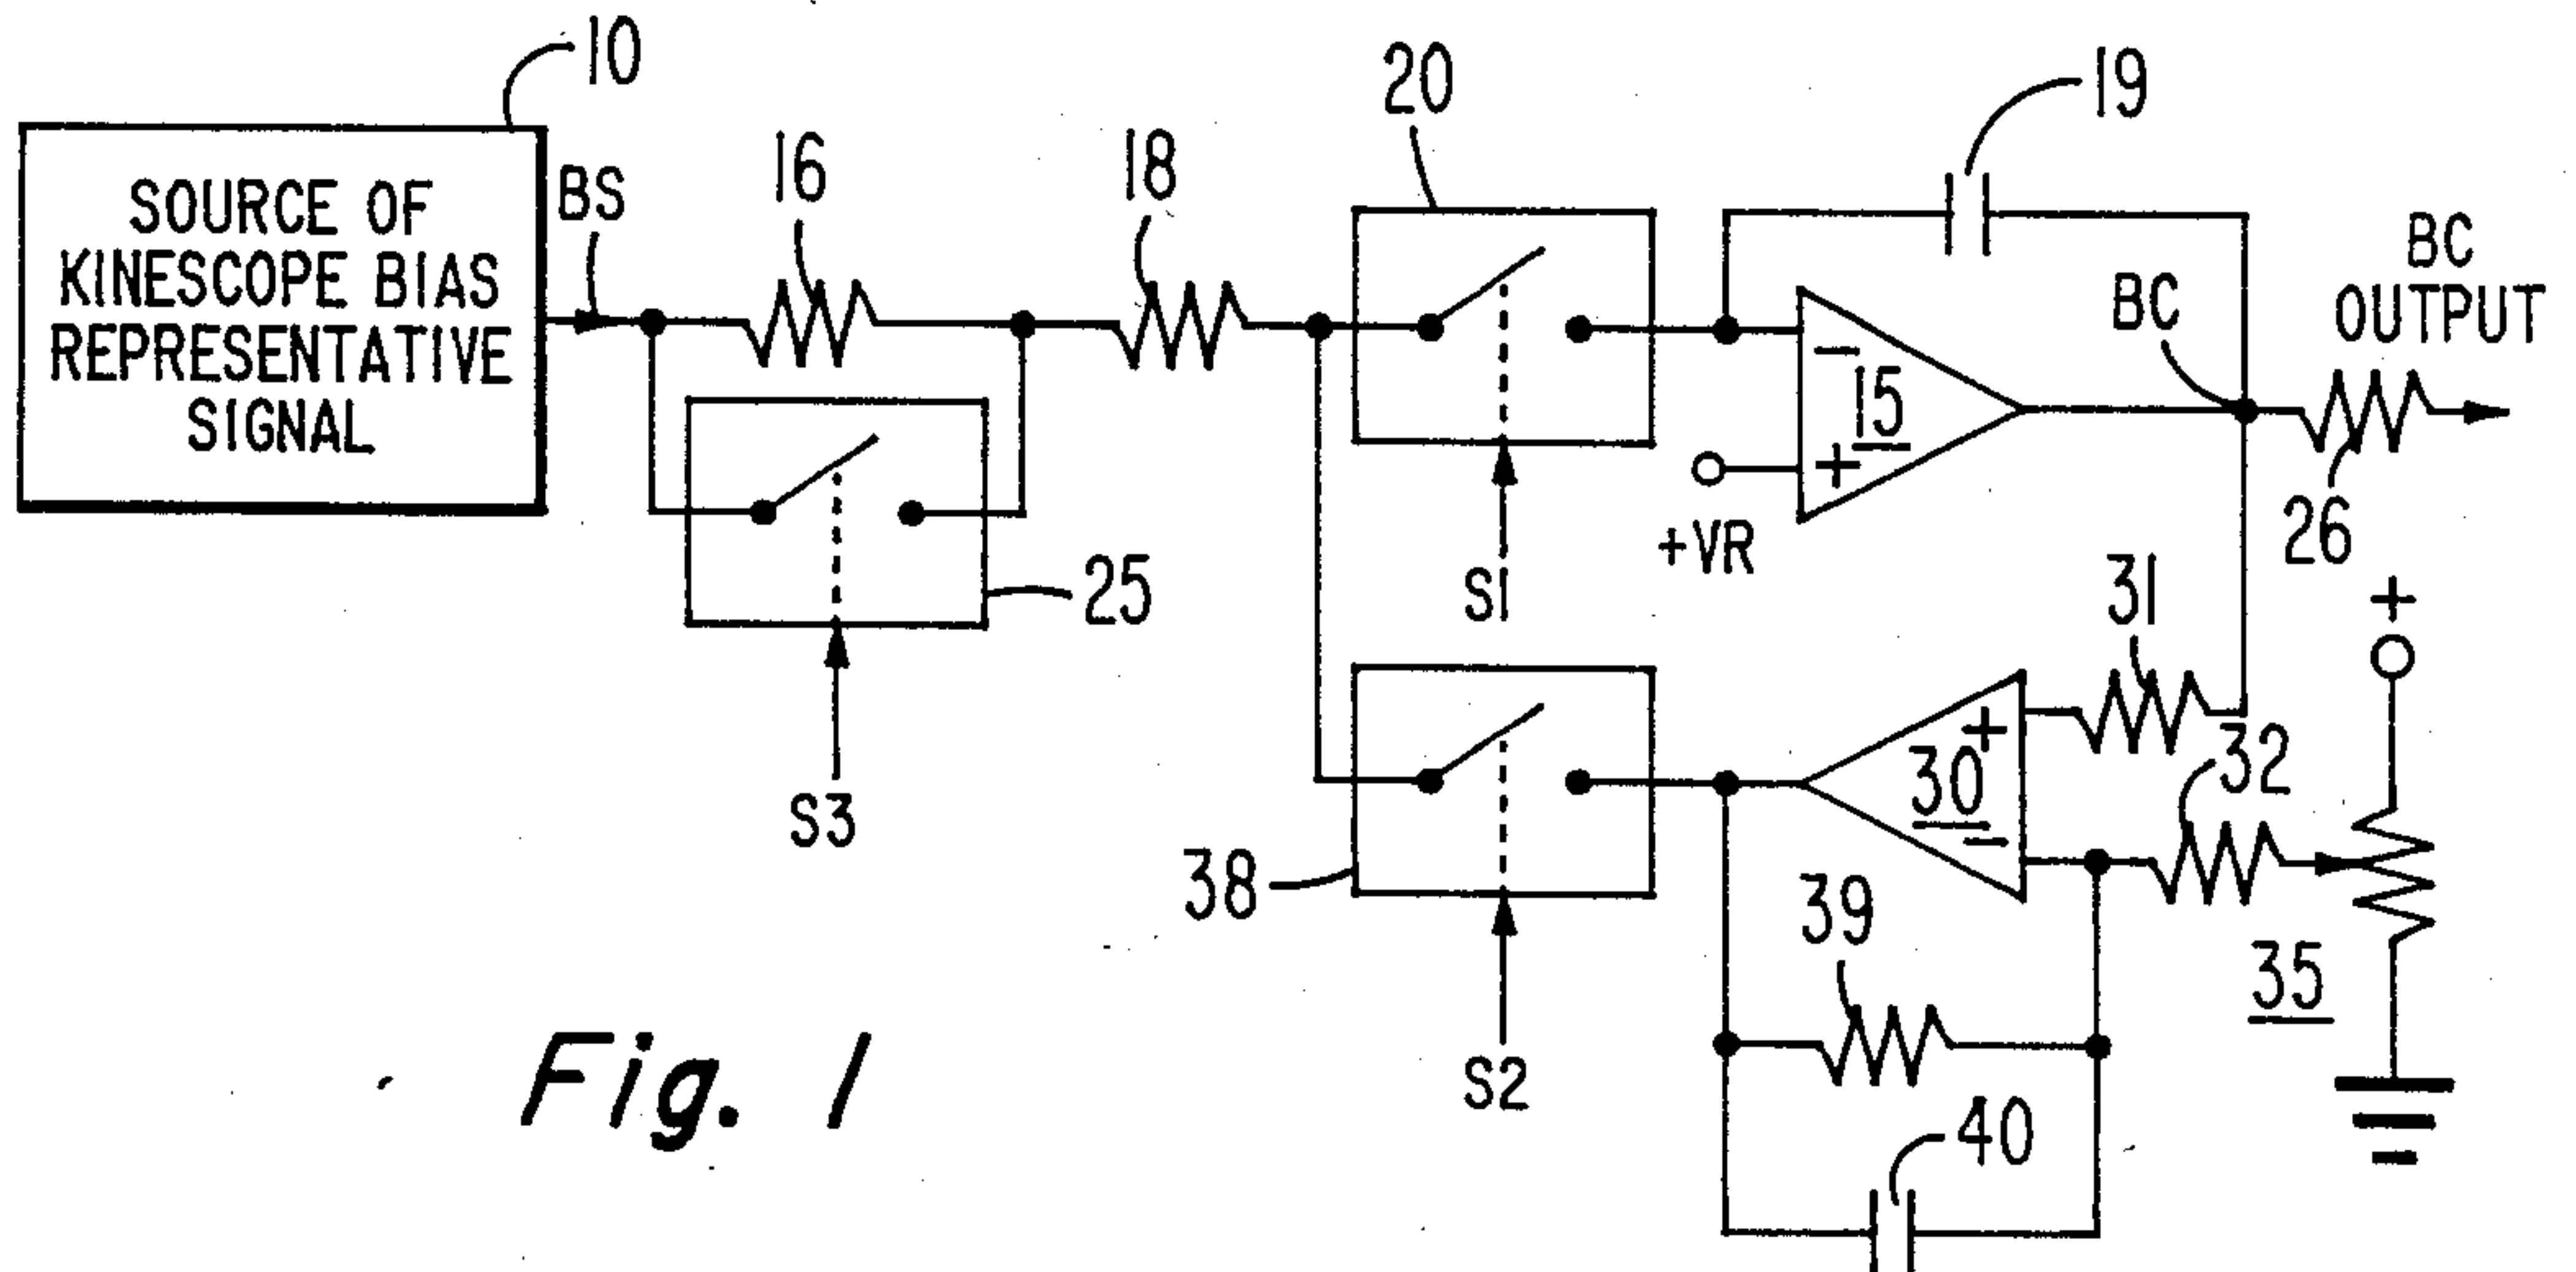 10
SOURCE OF
KINESCOPE BIAS
REPRESENTATIVE
SIGNAL
BS
16
18
20
19
BC
BC
OUTPUT
15
−
+
+VR
S1
26
25
S3
31
+
30
+
−
32
38
S2
39
35
40
Fig. 1